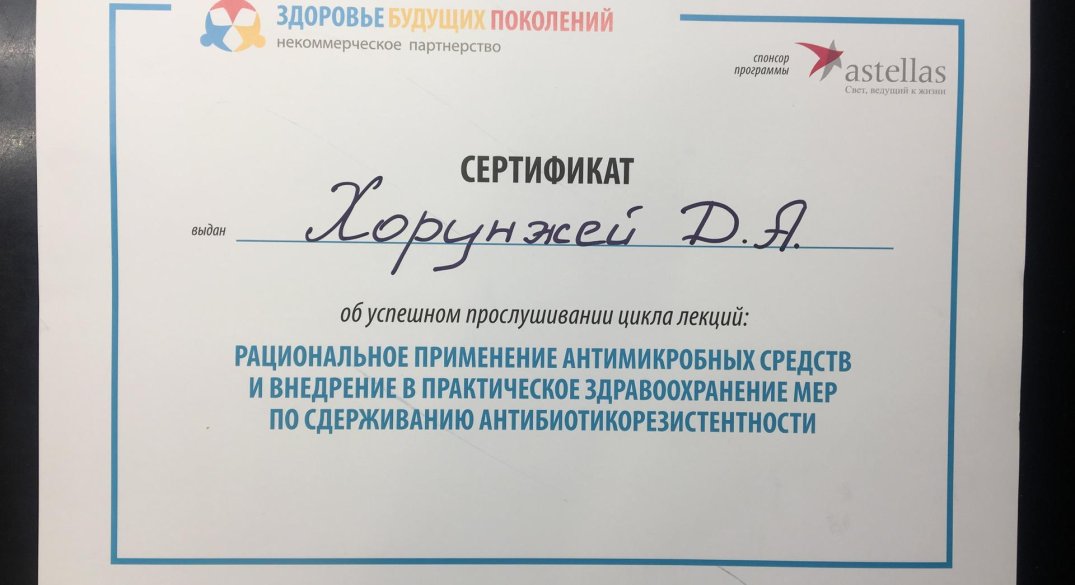 ЗДОРОВЬЕ БУДУЩИХ ПОКОЛЕНИЙ
некоммерческое партнерство
спонсор
программы
astellas
Свет, ведущий к жизни
СЕРТИФИКАТ
выдан Хорунжей Д.А.
об успешном прослушивании цикла лекций:
РАЦИОНАЛЬНОЕ ПРИМЕНЕНИЕ АНТИМИКРОБНЫХ СРЕДСТВ
И ВНЕДРЕНИЕ В ПРАКТИЧЕСКОЕ ЗДРАВООХРАНЕНИЕ МЕР
ПО СДЕРЖИВАНИЮ АНТИБИОТИКОРЕЗИСТЕНТНОСТИ